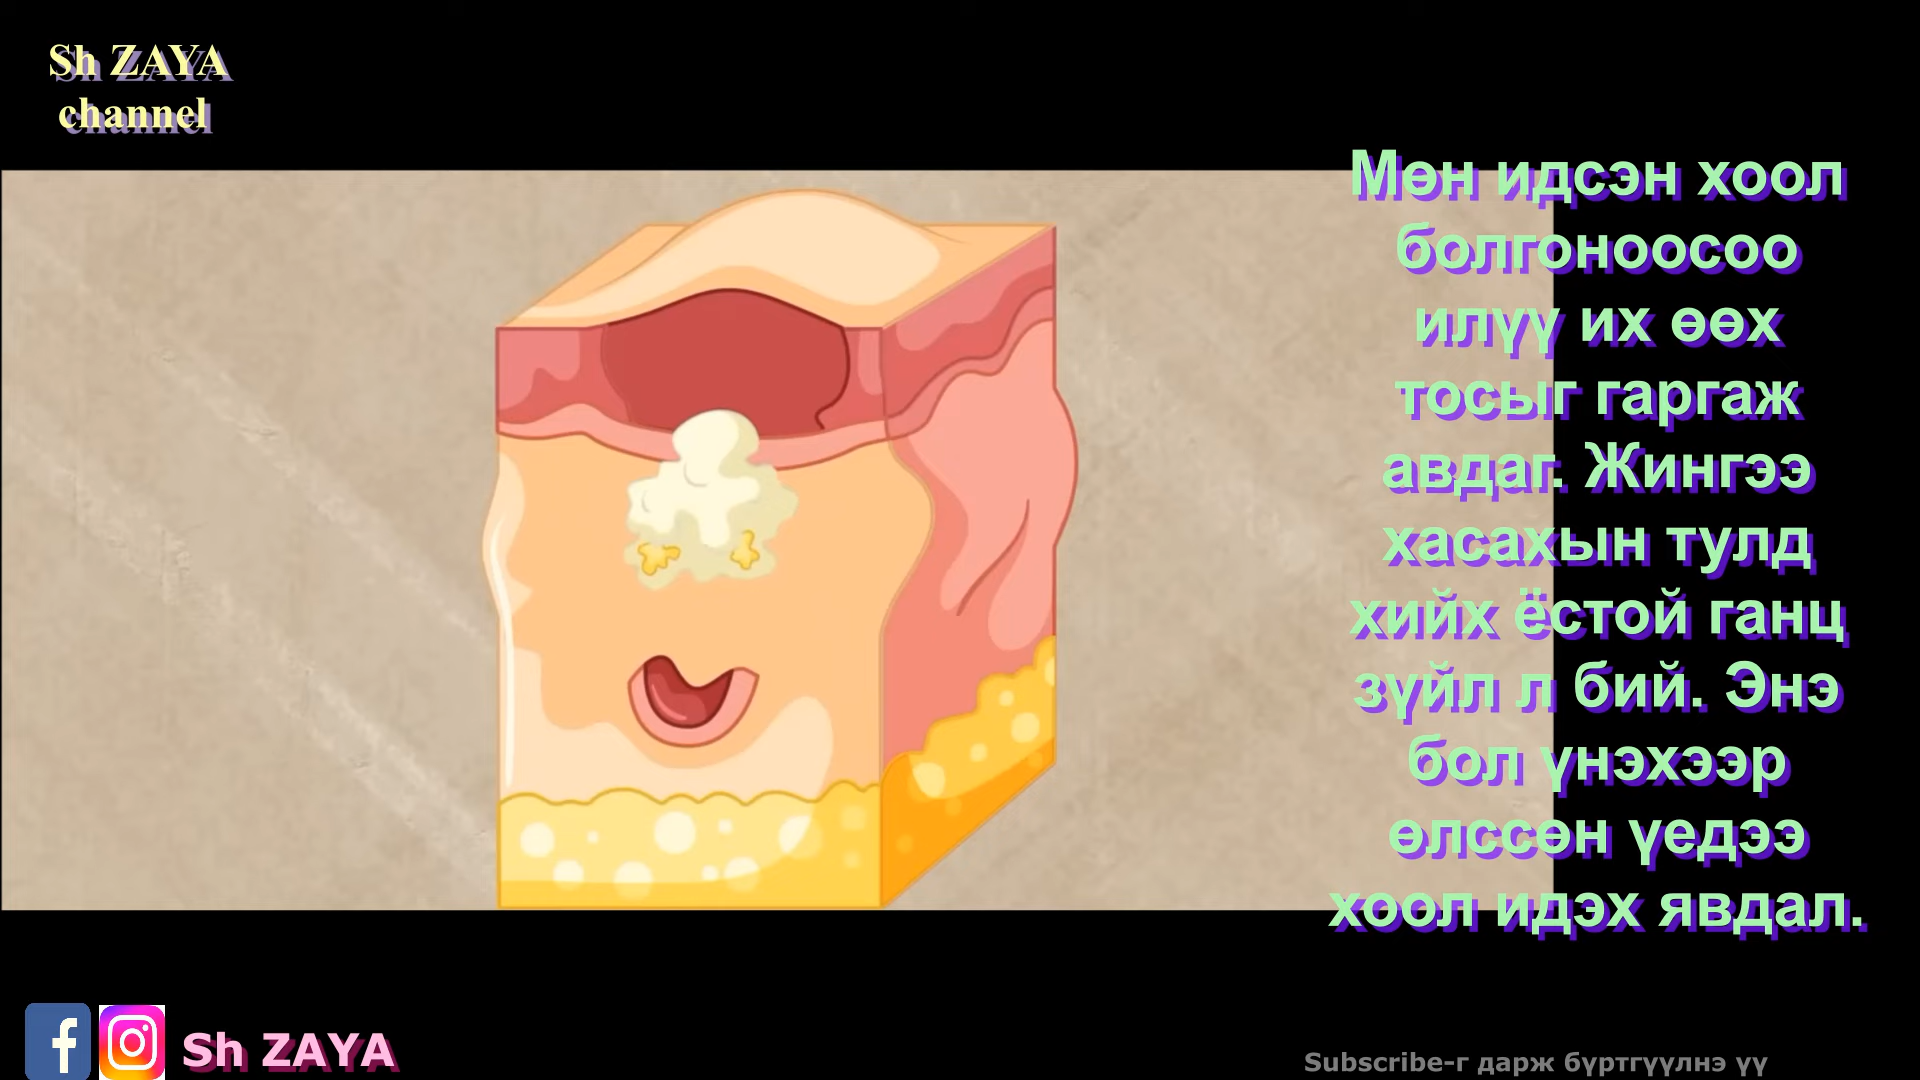 Sh ZAYA
channel
Мөн идсэн хоол
болгоноосоо
илүү их өөх
тосыг гаргаж
авдаг. Жингээ
хасахын тулд
хийх ёстой ганц
зүйл л бий. Энэ
бол үнэхээр
өлссөн үедээ
хоол идэх явдал.
Sh ZAYA
Subscribe-г дарж бүртгүүлнэ үү